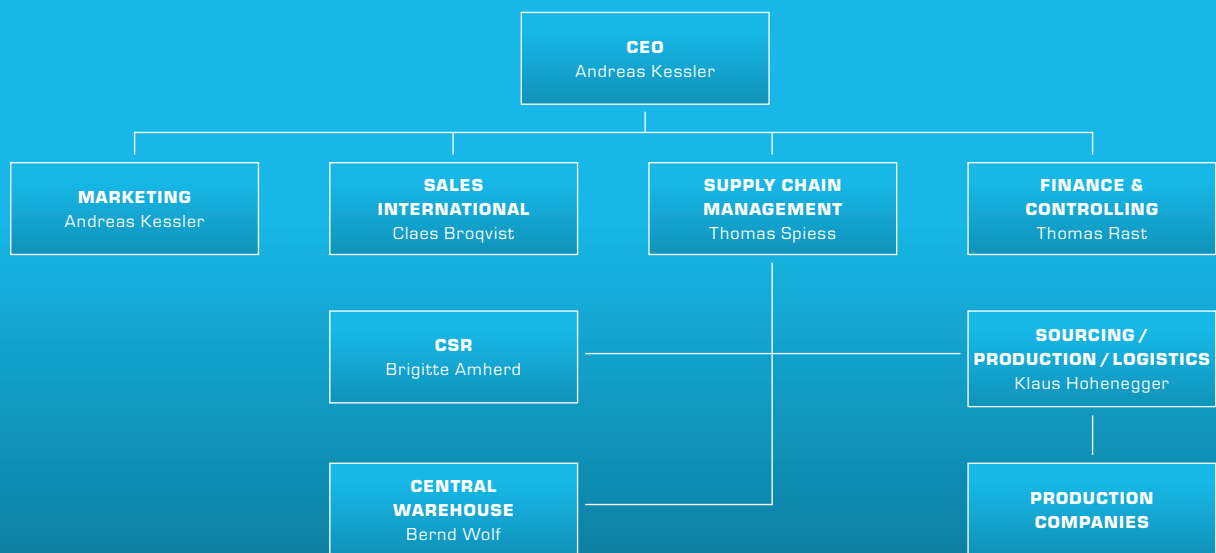 CEO
Andreas Kessler
MARKETING
Andreas Kessler
SALES
INTERNATIONAL
Claes Broqvist
SUPPLY CHAIN
MANAGEMENT
Thomas Spiess
FINANCE &
CONTROLLING
Thomas Rast
CSR
Brigitte Amherd
SOURCING /
PRODUCTION / LOGISTICS
Klaus Hohenegger
CENTRAL
WAREHOUSE
Bernd Wolf
PRODUCTION
COMPANIES